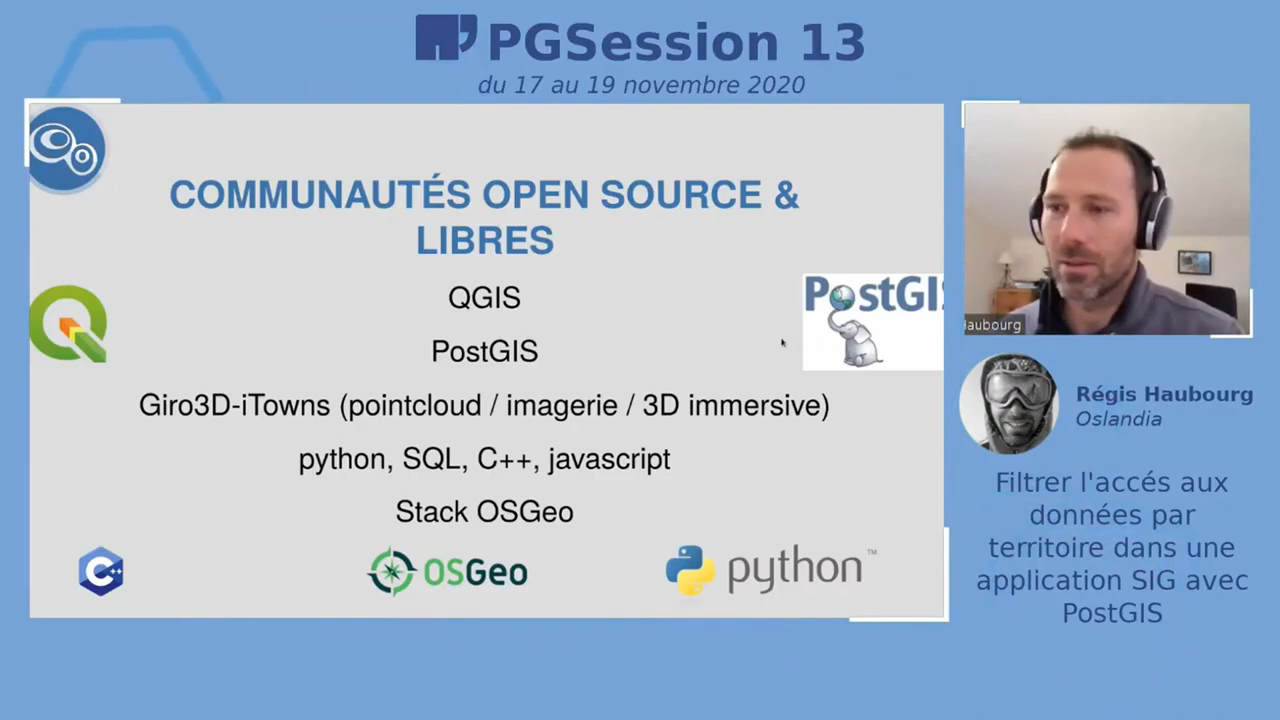 PGSession 13
du 17 au 19 novembre 2020
COMMUNAUTÉS OPEN SOURCE &
LIBRES
QGIS
PostGIS
PostGIS
Giro3D-iTowns (pointcloud / imagerie / 3D immersive)
python, SQL, C++, javascript
Stack OSGeo
C++
OSGeo
python™
Haubourg
Régis Haubourg
Oslandia
Filtrer l'accés aux
données par
territoire dans une
application SIG avec
PostGIS